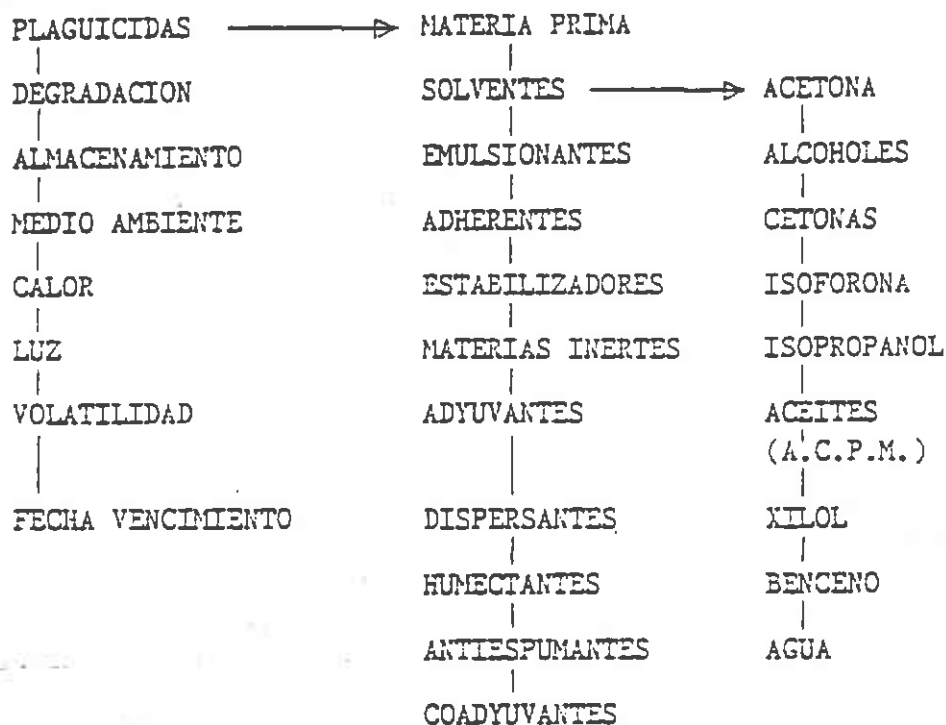 PLAGUICIDAS MATERIA PRIMA
DEGRADACION SOLVENTES ACETONA
ALMACENAMIENTO EMULSIONANTES ALCOHOLES
MEDIO AMBIENTE ADHERENTES CETONAS
CALOR ESTABILIZADORES ISOFORONA
LUZ MATERIAS INERTES ISOPROPANOL
VOLATILIDAD ADYUVANTES ACEITES
(A.C.P.M.)
FECHA VENCIMIENTO DISPERSANTES XILOL
HUMECTANTES BENCENO
ANTIESPUMANTES AGUA
COADYUVANTES